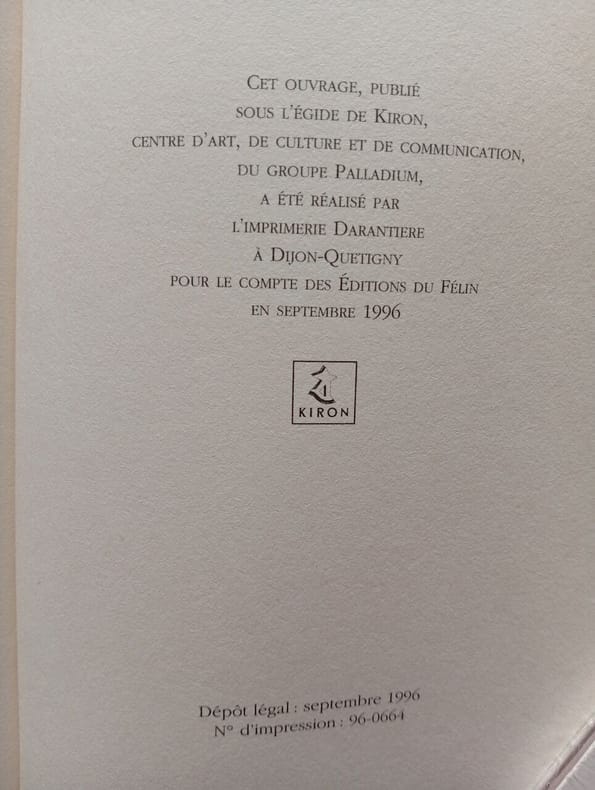 Cet ouvrage, publié
sous l'égide de Kiron,
centre d'art, de culture et de communication,
du groupe Palladium,
a été réalisé par
l'imprimerie Darantiere
à Dijon-Quetigny
pour le compte des Éditions du Félin
en septembre 1996
KIRON
Dépôt légal : septembre 1996
N° d'impression : 96-0664